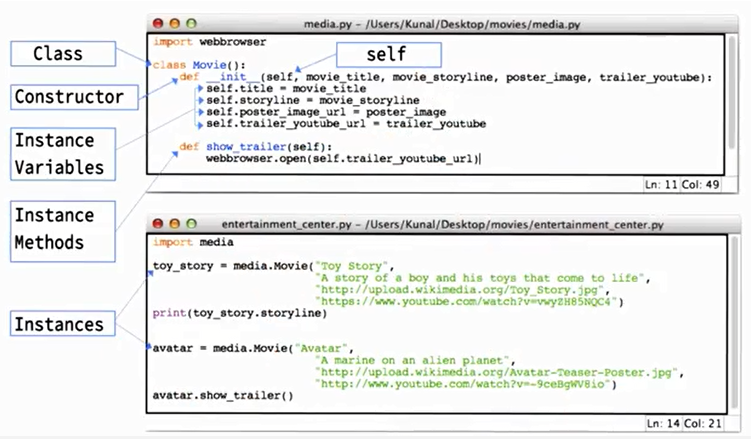 media.py - /Users/Kunal/Desktop/movies/media.py
import webbrowser
Class
self
class Movie():
def __init__(self, movie_title, movie_storyline, poster_image, trailer_youtube):
Constructor
self.title = movie_title
self.storyline = movie_storyline
self.poster_image_url = poster_image
self.trailer_youtube_url = trailer_youtube
Instance
Variables
def show_trailer(self):
webbrowser.open(self.trailer_youtube_url)
Ln: 11 Col: 49
Instance
Methods
entertainment_center.py - /Users/Kunal/Desktop/movies/entertainment_center.py
import media
toy_story = media.Movie("Toy Story",
"A story of a boy and his toys that come to life",
"http://upload.wikimedia.org/Toy_Story.jpg",
"https://www.youtube.com/watch?v=vwyZH85NQC4")
print(toy_story.storyline)
Instances
avatar = media.Movie("Avatar",
"A marine on an alien planet",
"http://upload.wikimedia.org/Avatar-Teaser-Poster.jpg",
"http://www.youtube.com/watch?v=-9ceBgWV8io")
avatar.show_trailer()
Ln: 14 Col: 21